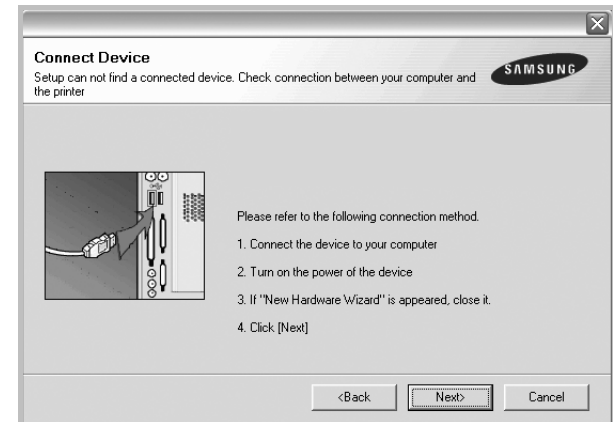 Connect Device
Setup can not find a connected device. Check connection between your computer and
the printer
SAMSUNG
Please refer to the following connection method.
1. Connect the device to your computer
2. Turn on the power of the device
3. If "New Hardware Wizard" is appeared, close it.
4. Click [Next]
<Back
Next>
Cancel